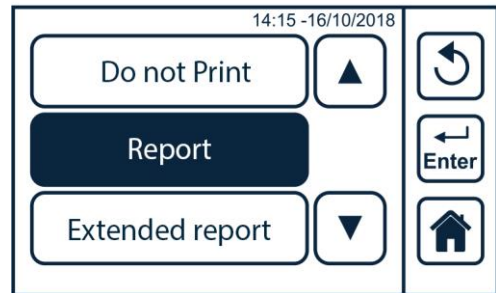 14:15 -16/10/2018
Do not Print
Report
Enter
Extended report